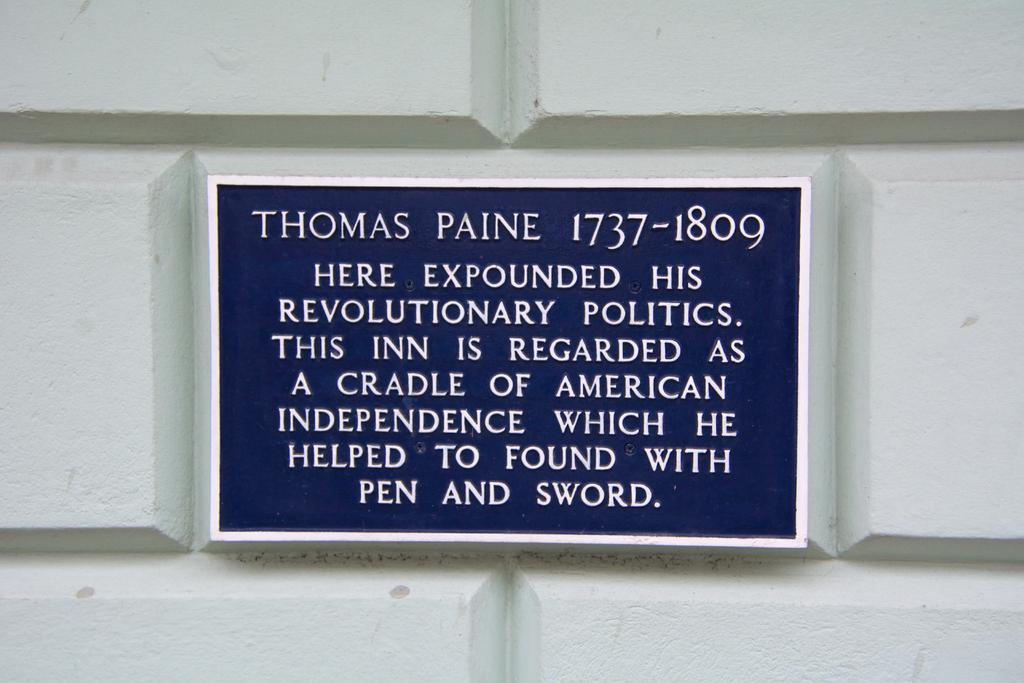 THOMAS PAINE 1737-1809
HERE EXPOUNDED HIS
REVOLUTIONARY POLITICS.
THIS INN IS REGARDED AS
A CRADLE OF AMERICAN
INDEPENDENCE WHICH HE
HELPED TO FOUND WITH
PEN AND SWORD.